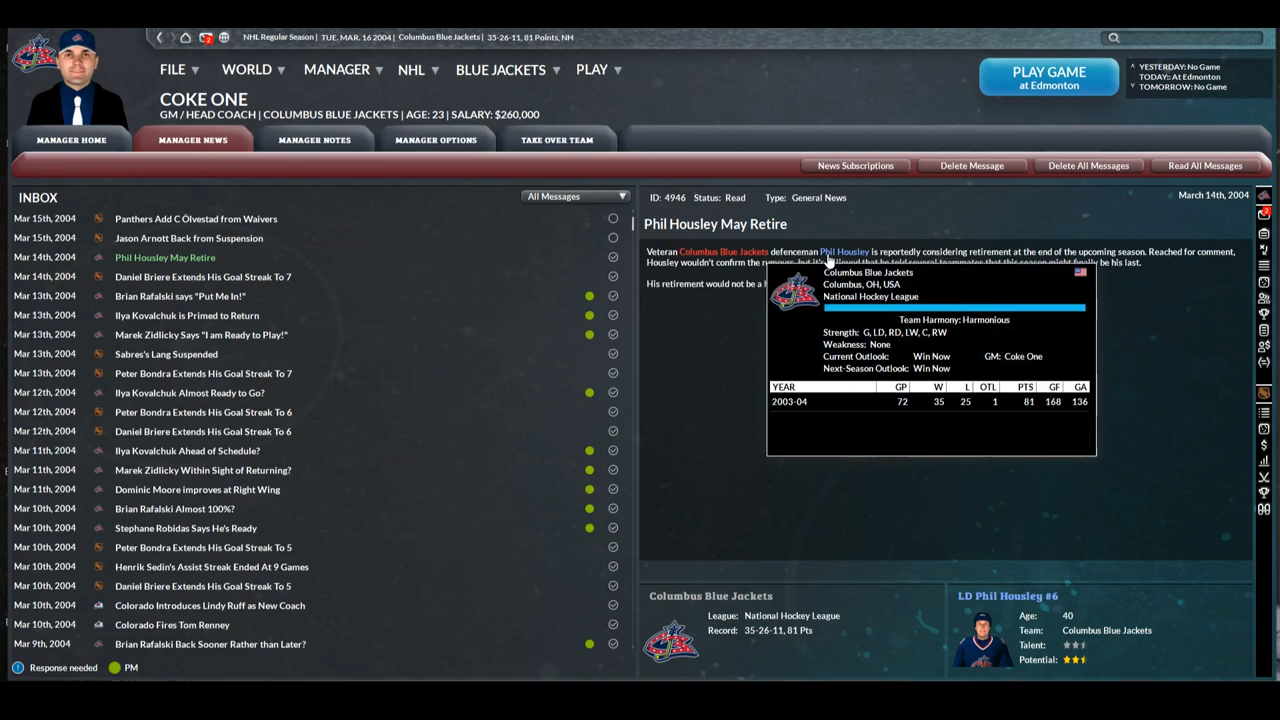 NHL Regular Season | TUE. MAR. 16 2004 | Columbus Blue Jackets | 35-26-11, 81 Points, NH
FILE WORLD MANAGER NHL BLUE JACKETS PLAY
PLAY GAME
at Edmonton
YESTERDAY: No Game
TODAY:: At Edmonton
TOMORROW: No Game
COKE ONE
GM / HEAD COACH | COLUMBUS BLUE JACKETS | AGE: 23 | SALARY: $260,000
MANAGER HOME MANAGER NEWS MANAGER NOTES MANAGER OPTIONS TAKE OVER TEAM
News Subscriptions Delete Message Delete All Messages Read All Messages
INBOX All Messages
Mar 15th, 2004 Panthers Add C Olvestad from Waivers
Mar 15th, 2004 Jason Arnott Back from Suspension
Mar 14th, 2004 Phil Housley May Retire
Mar 14th, 2004 Daniel Briere Extends His Goal Streak To 7
Mar 13th, 2004 Brian Rafalski says "Put Me In!"
Mar 13th, 2004 Ilya Kovalchuk is Primed to Return
Mar 13th, 2004 Marek Zidlicky Says "I am Ready to Play!"
Mar 13th, 2004 Sabres's Lang Suspended
Mar 13th, 2004 Peter Bondra Extends His Goal Streak To 7
Mar 12th, 2004 Ilya Kovalchuk Almost Ready to Go?
Mar 12th, 2004 Peter Bondra Extends His Goal Streak To 6
Mar 12th, 2004 Daniel Briere Extends His Goal Streak To 6
Mar 11th, 2004 Ilya Kovalchuk Ahead of Schedule?
Mar 11th, 2004 Marek Zidlicky Within Sight of Returning?
Mar 11th, 2004 Dominic Moore improves at Right Wing
Mar 10th, 2004 Brian Rafalski Almost 100%?
Mar 10th, 2004 Stephane Robidas Says He's Ready
Mar 10th, 2004 Peter Bondra Extends His Goal Streak To 5
Mar 10th, 2004 Henrik Sedin's Assist Streak Ended At 9 Games
Mar 10th, 2004 Daniel Briere Extends His Goal Streak To 5
Mar 10th, 2004 Colorado Introduces Lindy Ruff as New Coach
Mar 10th, 2004 Colorado Fires Tom Renney
Mar 9th, 2004 Brian Rafalski Back Sooner Rather than Later?
Response needed PM
ID: 4946 Status: Read Type: General News March 14th, 2004
Phil Housley May Retire
Veteran Columbus Blue Jackets defenceman Phil Housley is reportedly considering retirement at the end of the upcoming season. Reached for comment,
Housley wouldn't confirm the rumours, but it's believed that he told several teammates that this season might finally be his last.
His retirement would not be a
Columbus Blue Jackets
Columbus, OH, USA
National Hockey League
Team Harmony: Harmonious
Strength: G, LD, RD, LW, C, RW
Weakness: None
Current Outlook: Win Now GM: Coke One
Next-Season Outlook: Win Now
YEAR GP W L OTL PTS GF GA
2003-04 72 35 25 1 81 168 136
Columbus Blue Jackets
League: National Hockey League
Record: 35-26-11, 81 Pts
LD Phil Housley #6
Age: 40
Team: Columbus Blue Jackets
Talent:
Potential: